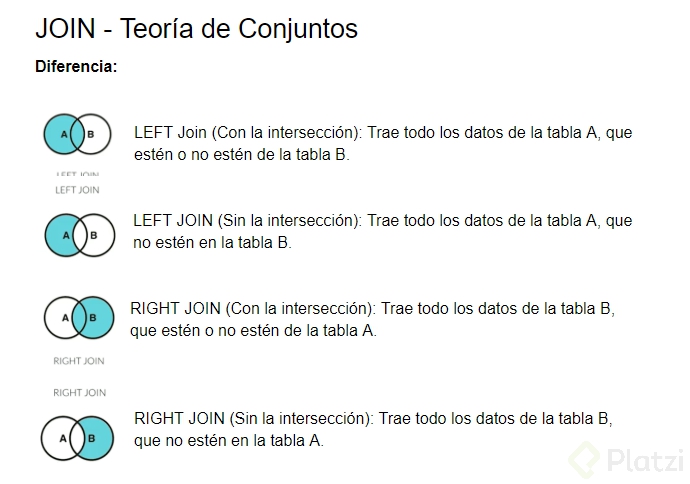 JOIN - Teoría de Conjuntos
Diferencia:
A B
LEFT Join (Con la intersección): Trae todo los datos de la tabla A, que
estén o no estén de la tabla B.
LEFT JOIN
LEFT JOIN
A B
LEFT JOIN (Sin la intersección): Trae todo los datos de la tabla A, que
no estén en la tabla B.
A B
RIGHT JOIN (Con la intersección): Trae todo los datos de la tabla B,
que estén o no estén de la tabla A.
RIGHT JOIN
RIGHT JOIN
A B
RIGHT JOIN (Sin la intersección): Trae todo los datos de la tabla B,
que no estén en la tabla A.
Platzi